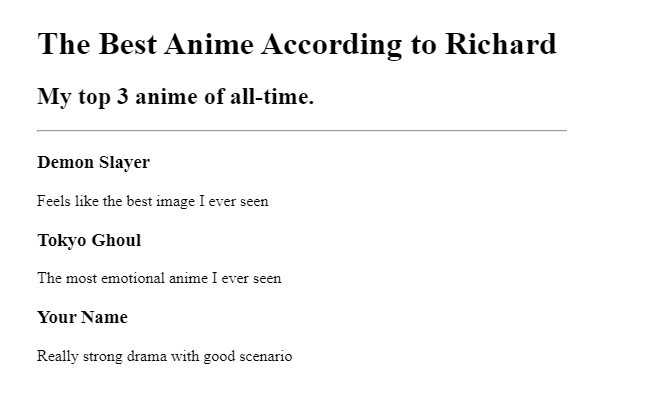 The Best Anime According to Richard
My top 3 anime of all-time.
Demon Slayer
Feels like the best image I ever seen
Tokyo Ghoul
The most emotional anime I ever seen
Your Name
Really strong drama with good scenario